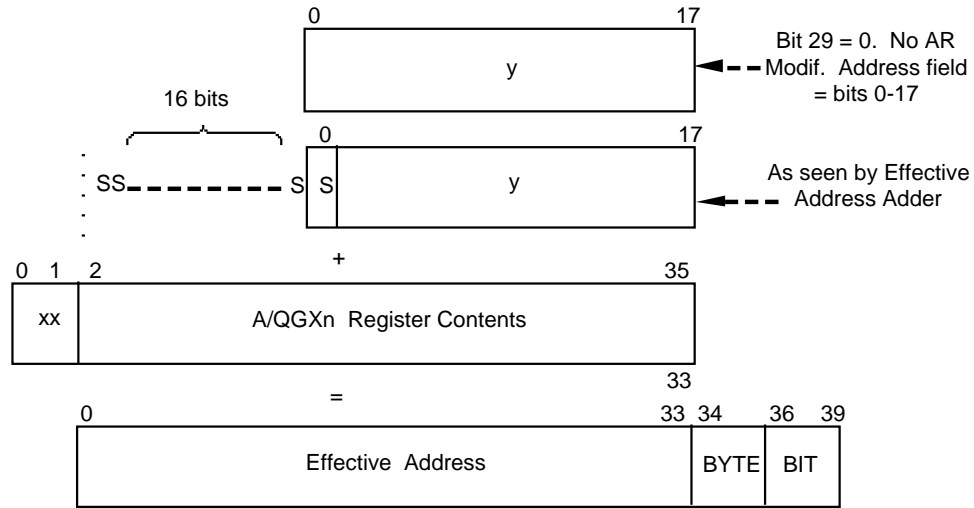 0 17
y
Bit 29 = 0. No AR
Modif. Address field
= bits 0-17
16 bits
0 17
SS S S y
As seen by Effective
Address Adder
+
0 1 2 35
xx A/QGXn Register Contents
33
=
0 33 34 36 39
Effective Address BYTE BIT